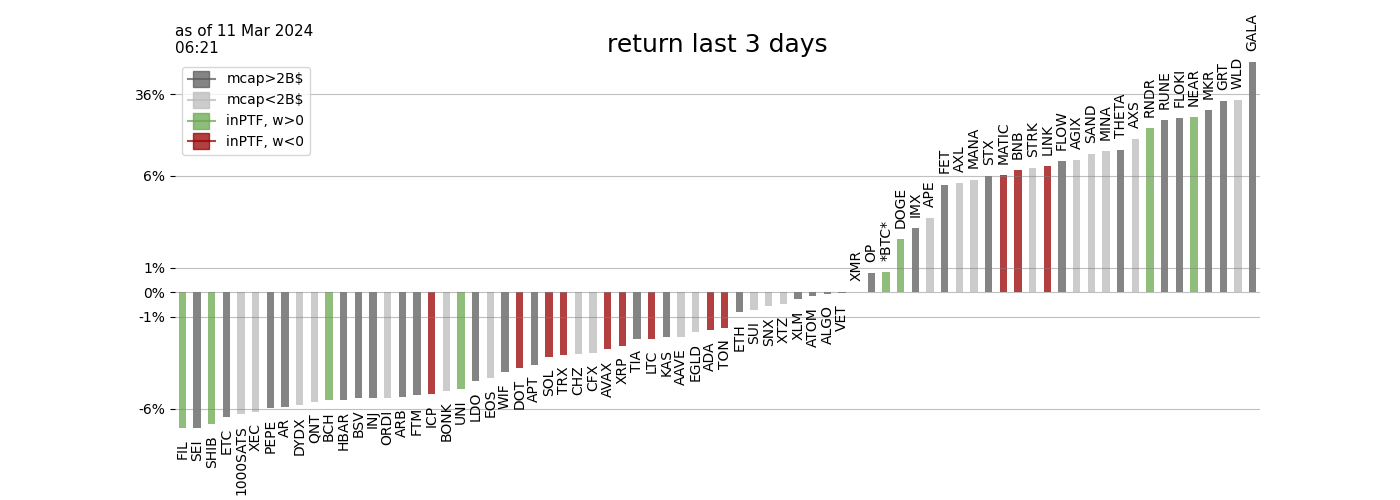 as of 11 Mar 2024
06:21
return last 3 days
mcap>2B$
mcap<2B$
inPTF, w>0
inPTF, w<0
36%
6%
1%
0%
-1%
-6%
FIL
SEI
SHIB
ETC
1000SATS
XEC
PEPE
AR
DYDX
QNT
BCH
HBAR
BSV
INJ
ORDI
ARB
FTM
ICP
BONK
UNI
LDO
EOS
WIF
DOT
APT
SOL
TRX
CHZ
CFX
AVAX
XRP
TIA
LTC
KAS
AAVE
EGLD
ADA
TON
ETH
SUI
SNX
XTZ
XLM
ATOM
ALGO
VET
XMR
OP
*BTC*
DOGE
IMX
APE
FET
AXL
MANA
STX
MATIC
BNB
STRK
LINK
FLOW
AGIX
SAND
MINA
THETA
AXS
RNDR
RUNE
FLOKI
NEAR
MKR
GRT
WLD
GALA